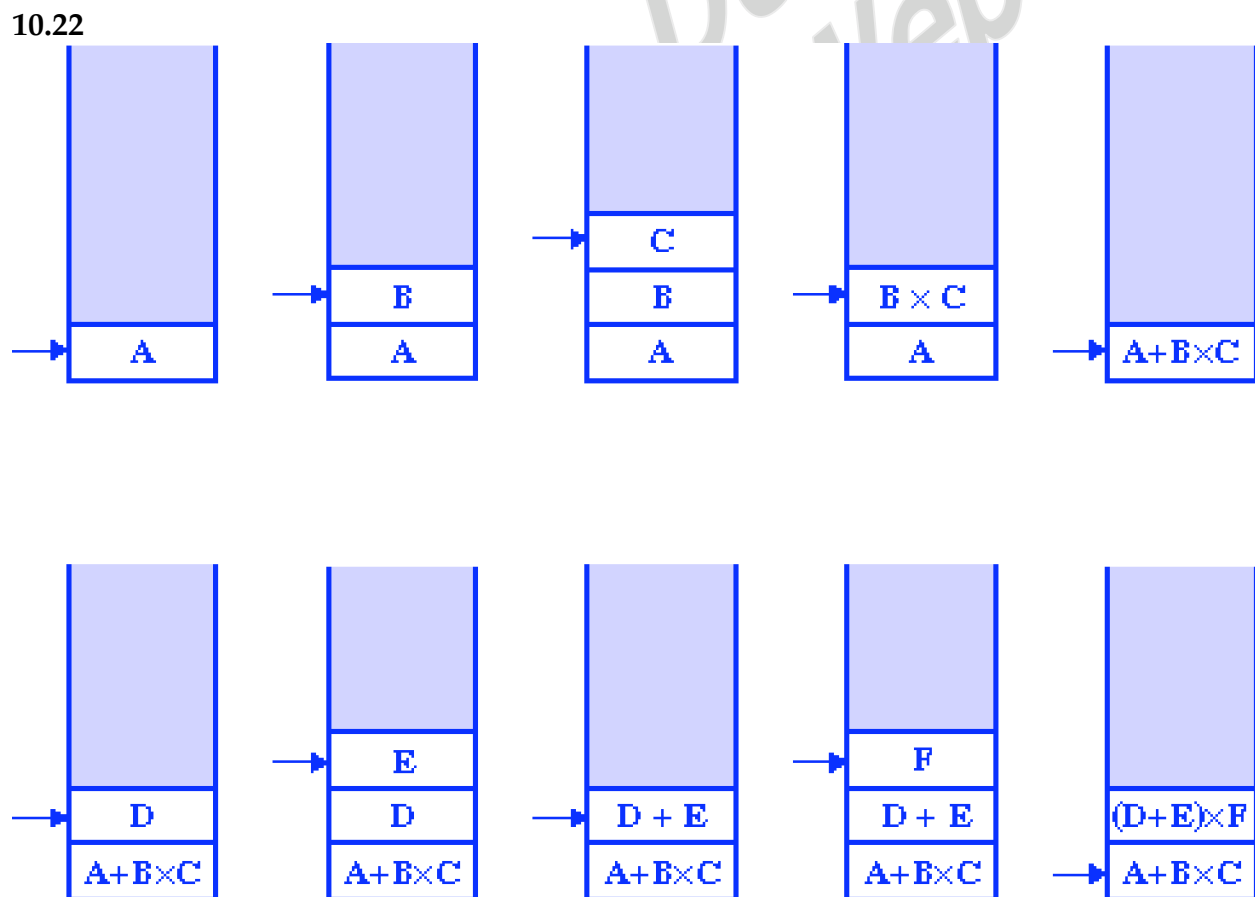 10.22
A
B
A
C
B
A
B × C
A
A+B×C
D
A+B×C
E
D
A+B×C
D + E
A+B×C
F
D + E
A+B×C
(D+E)×F
A+B×C